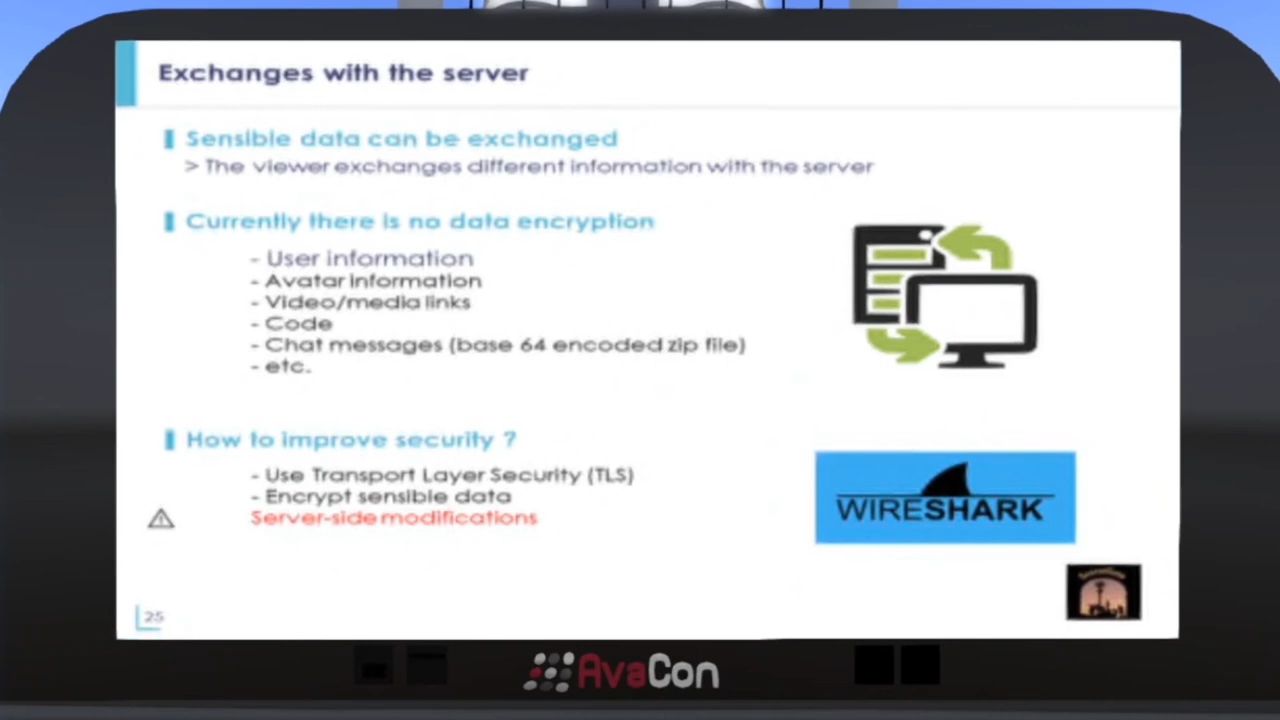 Exchanges with the server
Sensible data can be exchanged
> The viewer exchanges different information with the server
Currently there is no data encryption
- User information
- Avatar information
- Video/media links
- Code
- Chat messages (base 64 encoded zip file)
- etc.
How to improve security ?
- Use Transport Layer Security (TLS)
- Encrypt sensible data
Server-side modifications
WIRESHARK
25
AvaCon